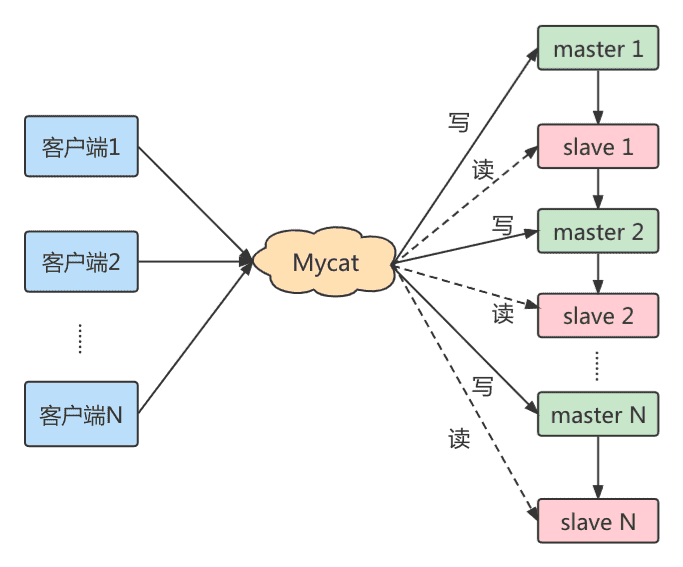 客户端1
客户端2
客户端N
Mycat
写
读
写
读
写
读
master 1
slave 1
master 2
slave 2
master N
slave N